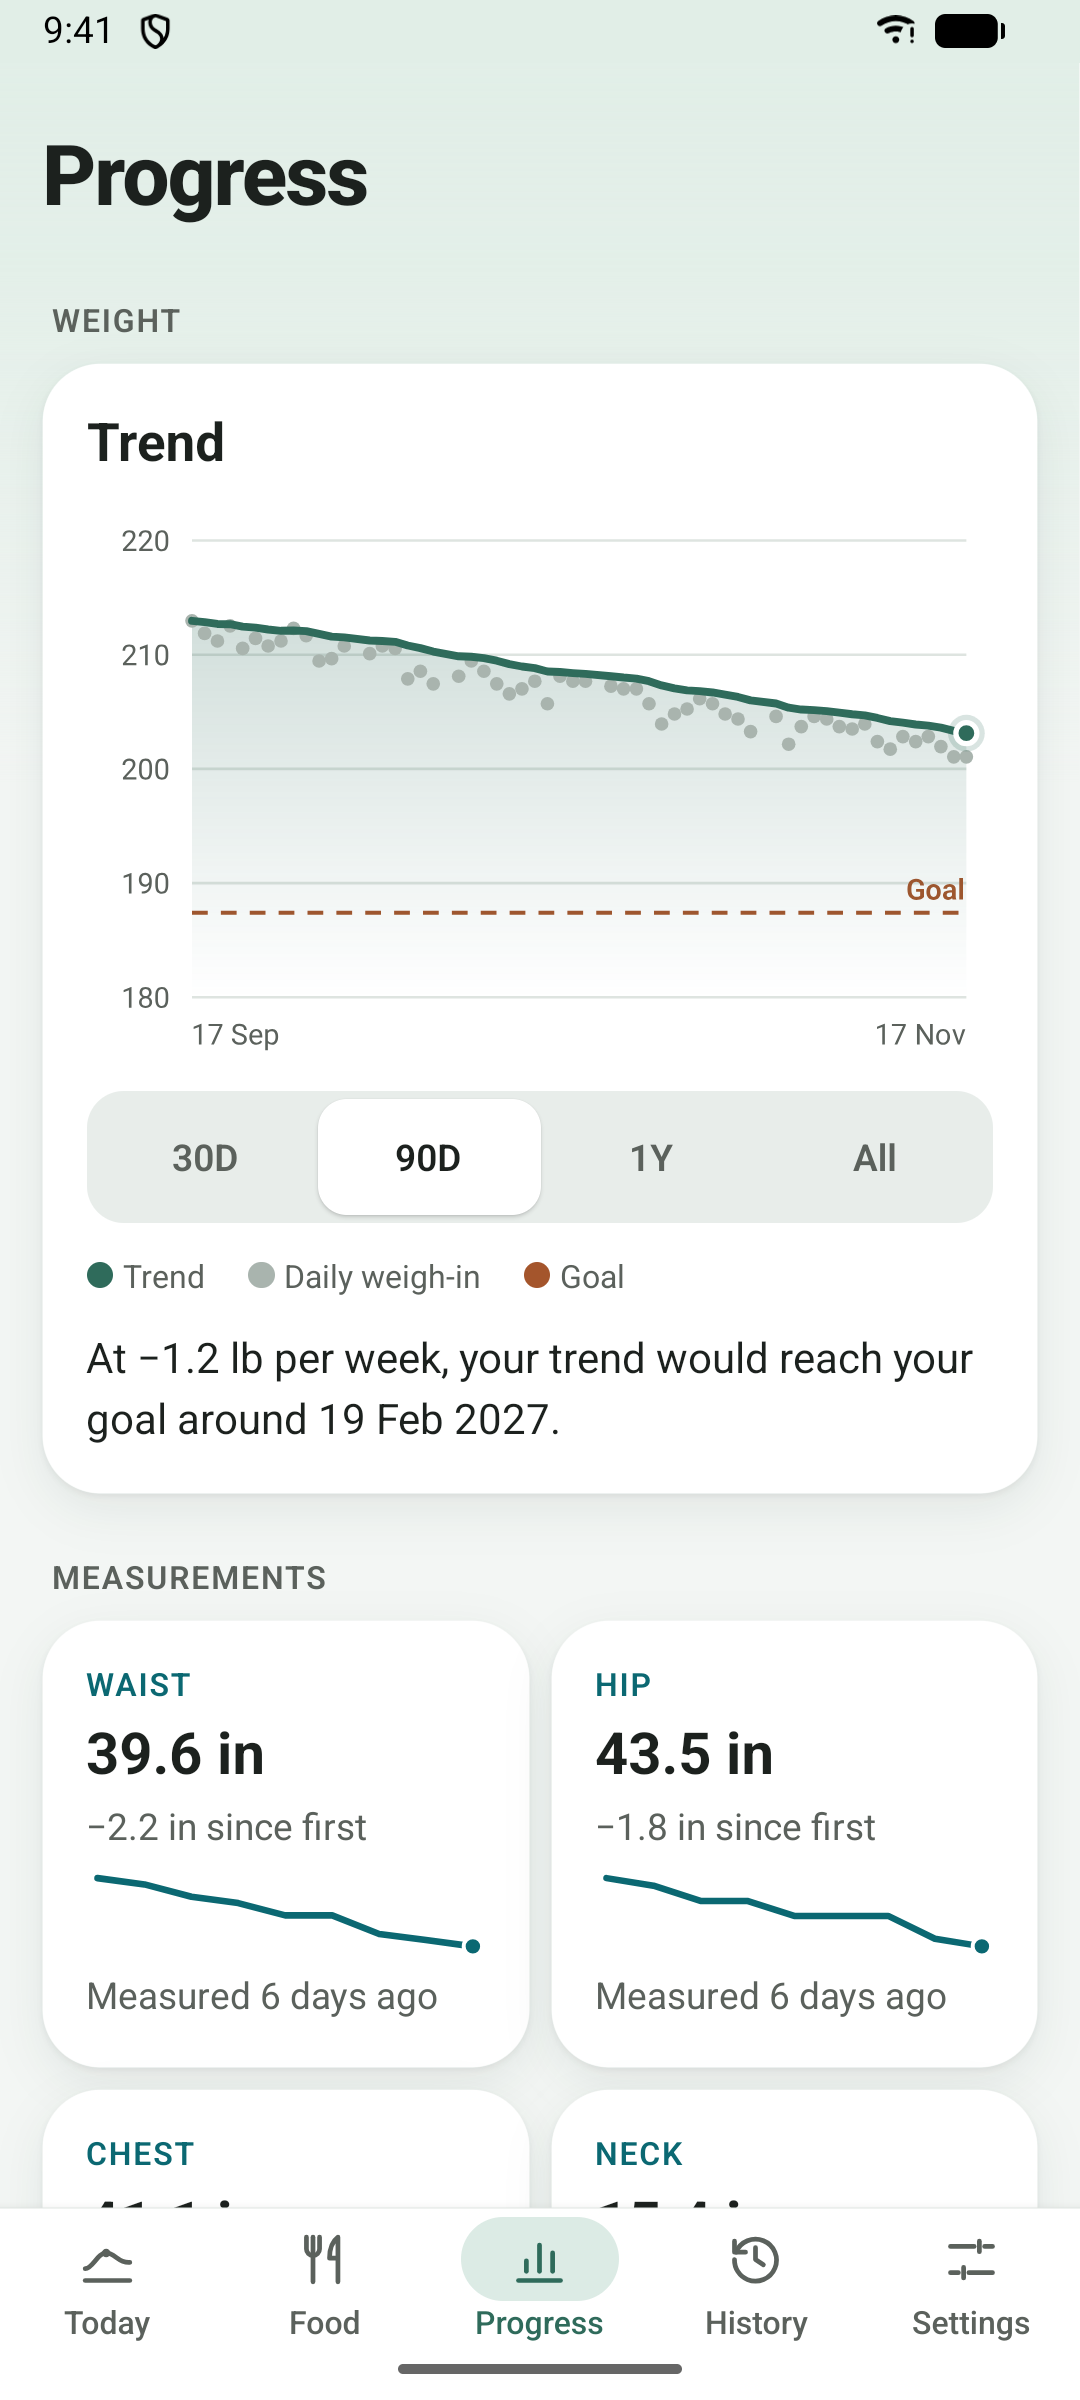 9:41
Progress
WEIGHT
Trend
220
210
200
190
Goal
180
17 Sep
17 Nov
30D
90D
1Y
All
Trend
Daily weigh-in
Goal
At −1.2 lb per week, your trend would reach your
goal around 19 Feb 2027.
MEASUREMENTS
WAIST
39.6 in
−2.2 in since first
Measured 6 days ago
HIP
43.5 in
−1.8 in since first
Measured 6 days ago
CHEST
NECK
Today
Food
Progress
History
Settings